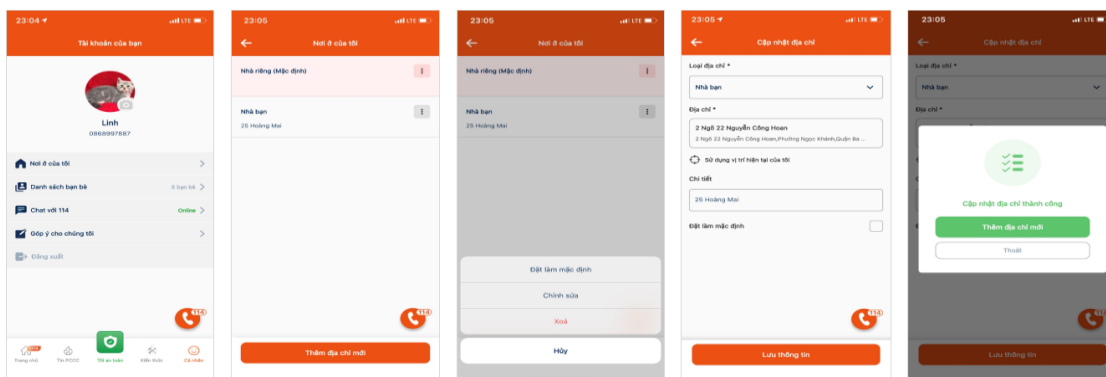 23:04
LTE
Tài khoản của bạn
Linh
0868997887
Nơi ở của tôi
Danh sách bạn bè
0 bạn bè
Chat với 114
Online
Góp ý cho chúng tôi
Đăng xuất
114
Trang chủ
Tin PCCC
Tôi an toàn
Kiến thức
Cá nhân
23:05
LTE
Nơi ở của tôi
Nhà riêng (Mặc định)
Nhà bạn
25 Hoàng Mai
114
Thêm địa chỉ mới
23:05
LTE
Nơi ở của tôi
Nhà riêng (Mặc định)
Nhà bạn
25 Hoàng Mai
Đặt làm mặc định
Chỉnh sửa
Xoá
Hủy
23:05
LTE
Cập nhật địa chỉ
Loại địa chỉ *
Nhà bạn
Địa chỉ *
2 Ngõ 22 Nguyễn Công Hoan
2 Ngõ 22 Nguyễn Công Hoan,Phường Ngọc Khánh,Quận Ba ...
Sử dụng vị trí hiện tại của tôi
Chi tiết
25 Hoàng Mai
Đặt làm mặc định
114
Lưu thông tin
23:05
LTE
Cập nhật địa chỉ
Loại địa chỉ *
Nhà bạn
Địa chỉ *
Cập nhật địa chỉ thành công
Thêm địa chỉ mới
Thoát
Lưu thông tin